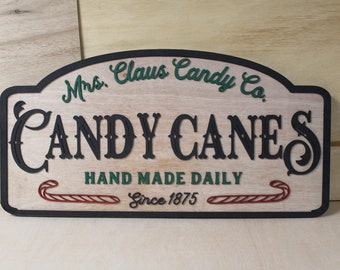 Mrs. Claus Candy Co.
CANDY CANES
HAND MADE DAILY
Since 1875